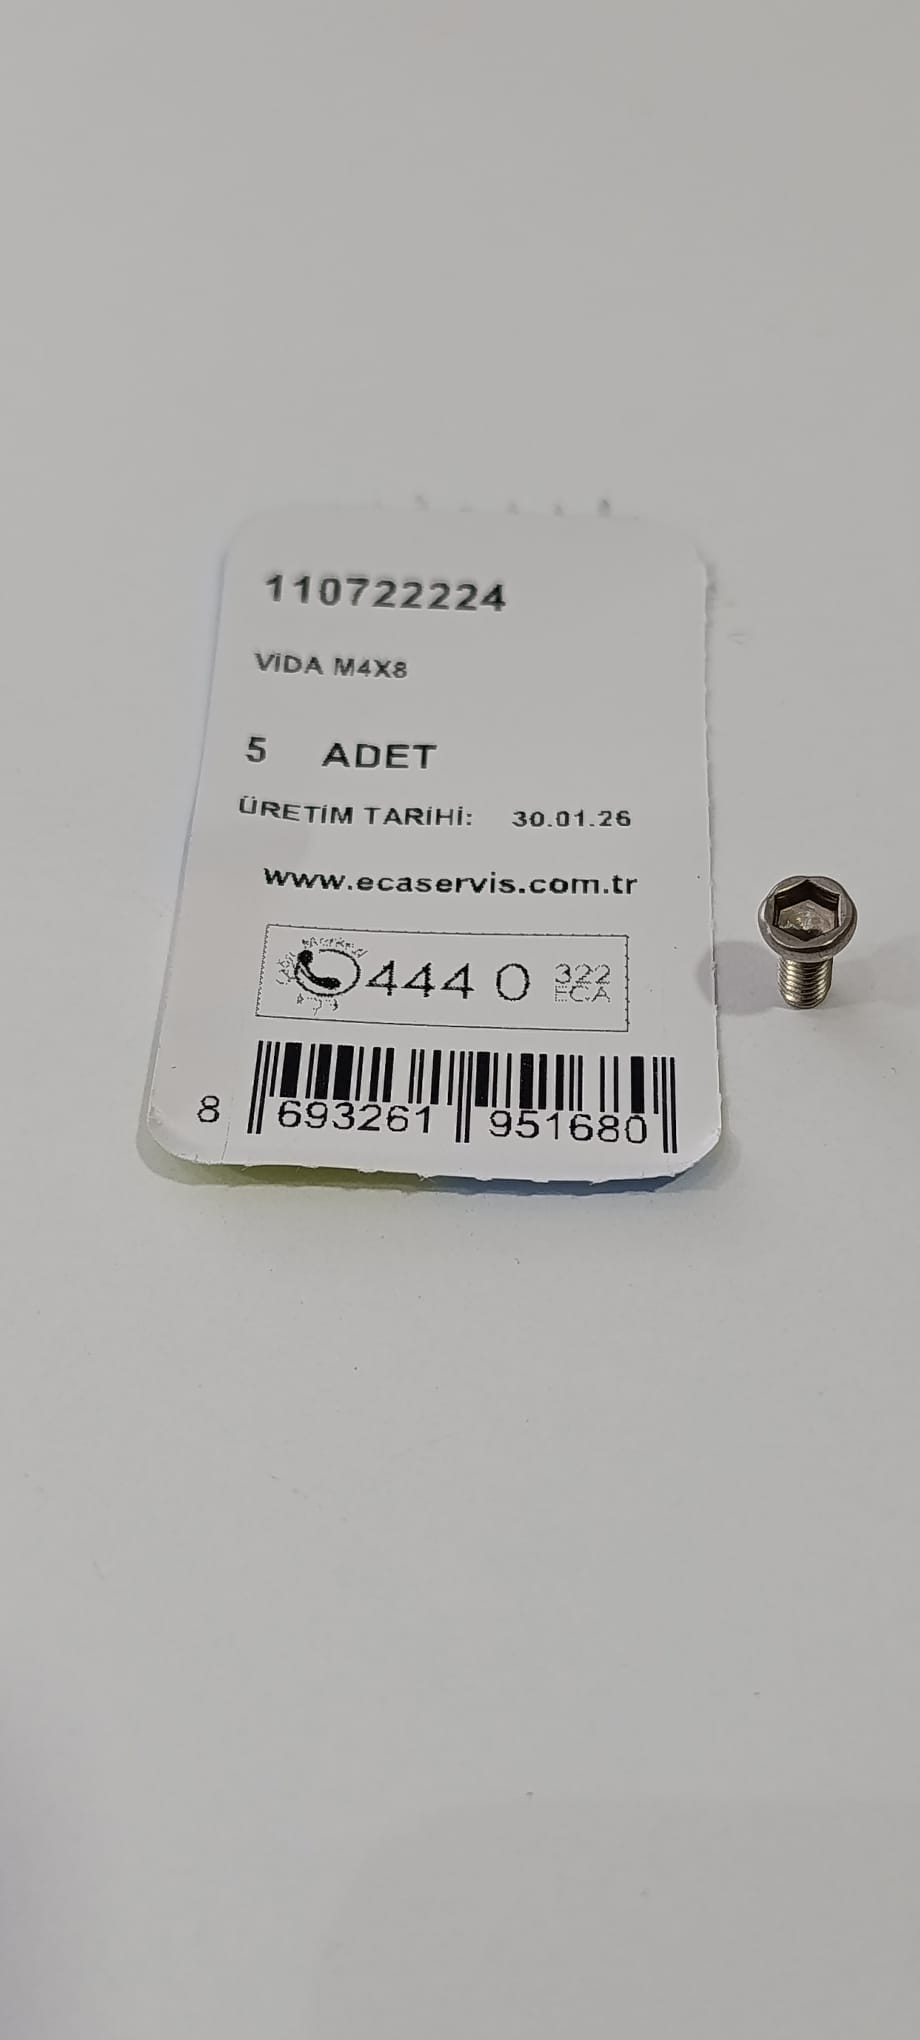 110722224
VİDA M4X8
5 ADET
ÜRETİM TARİHİ: 30.01.26
www.ecaservis.com.tr
444 0 322
ECA
8 693261 951680